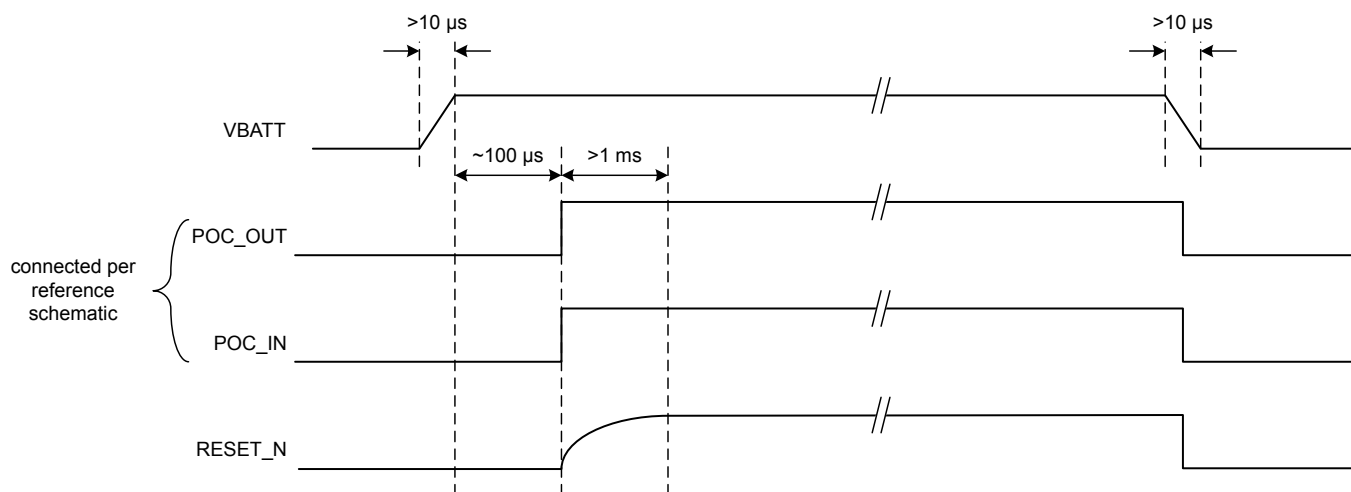 >10 µs
>10 µs
VBATT
~100 µs
>1 ms
POC_OUT
connected per
reference
schematic
POC_IN
RESET_N